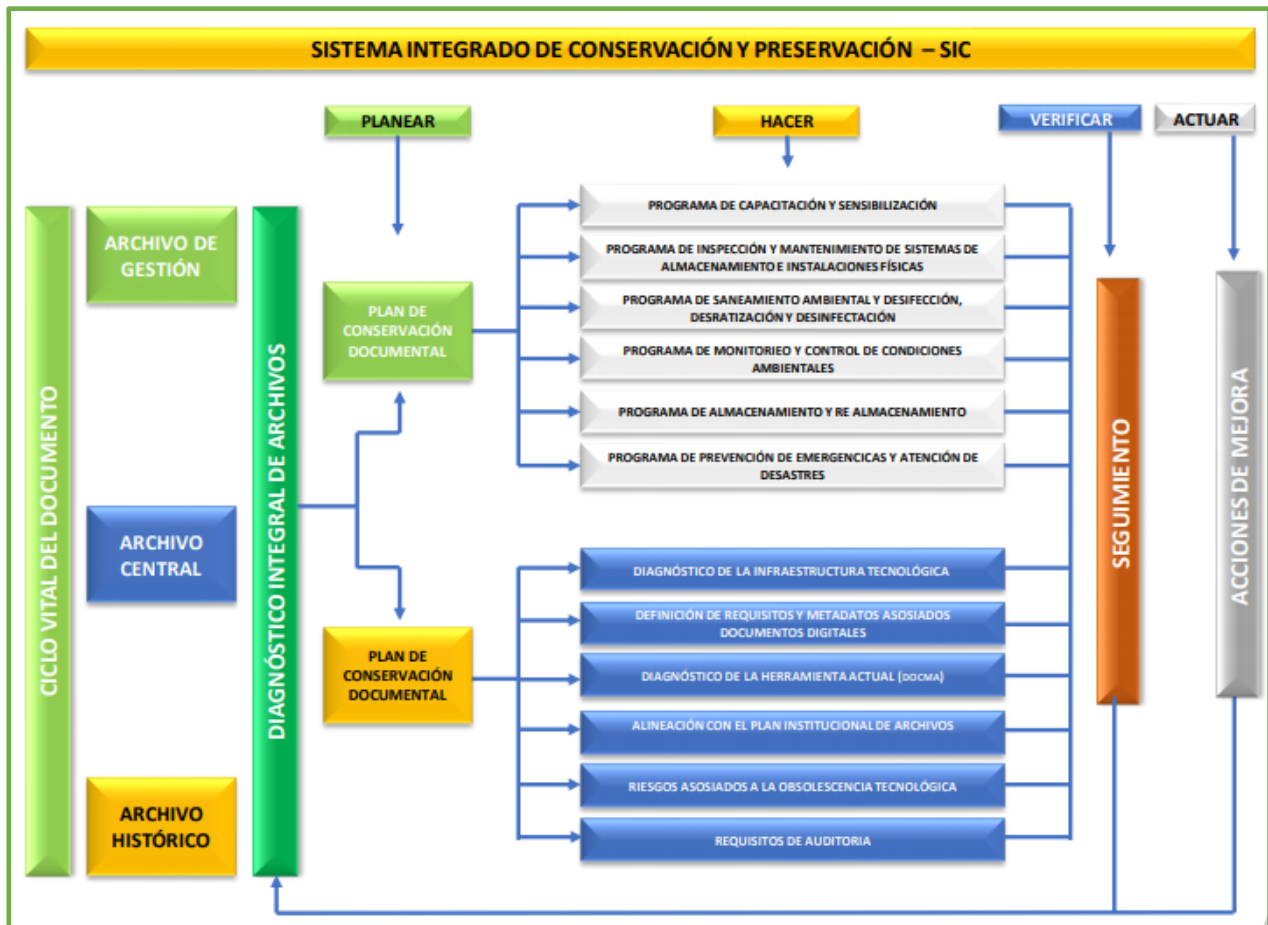 SISTEMA INTEGRADO DE CONSERVACIÓN Y PRESERVACIÓN – SIC
PLANEAR
HACER
VERIFICAR
ACTUAR
CICLO VITAL DEL DOCUMENTO
ARCHIVO DE
GESTIÓN
ARCHIVO
CENTRAL
ARCHIVO
HISTÓRICO
DIAGNÓSTICO INTEGRAL DE ARCHIVOS
PLAN DE
CONSERVACIÓN
DOCUMENTAL
PROGRAMA DE CAPACITACIÓN Y SENSIBILIZACIÓN
PROGRAMA DE INSPECCIÓN Y MANTENIMIENTO DE SISTEMAS DE
ALMACENAMIENTO E INSTALACIONES FÍSICAS
PROGRAMA DE SANEAMIENTO AMBIENTAL Y DESIFECCIÓN,
DESRATIZACIÓN Y DESINFECTACIÓN
PROGRAMA DE MONITORIEO Y CONTROL DE CONDICIONES
AMBIENTALES
PROGRAMA DE ALMACENAMIENTO Y RE ALMACENAMIENTO
PROGRAMA DE PREVENCIÓN DE EMERGENCICAS Y ATENCIÓN DE
DESASTRES
PLAN DE
CONSERVACIÓN
DOCUMENTAL
DIAGNÓSTICO DE LA INFRAESTRUCTURA TECNOLÓGICA
DEFINICIÓN DE REQUISITOS Y METADATOS ASOSIADOS
DOCUMENTOS DIGITALES
DIAGNÓSTICO DE LA HERRAMIENTA ACTUAL (DOCMA)
ALINEACIÓN CON EL PLAN INSTITUCIONAL DE ARCHIVOS
RIESGOS ASOSIADOS A LA OBSOLESCENCIA TECNOLÓGICA
REQUISITOS DE AUDITORIA
SEGUIMIENTO
ACCIONES DE MEJORA